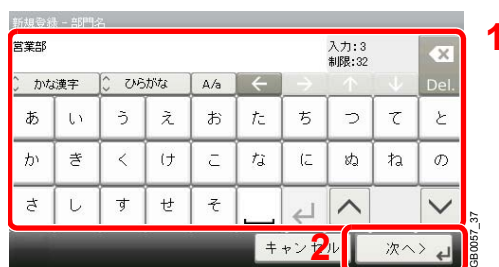 新規登録 - 部門名
1
営業部
入力:3
制限:32
かな漢字 ひらがな A/a ← → ↑ ↓ Del.
あ い う え お た ち つ て と
か き く け こ な に ぬ ね の
さ し す せ そ
キャンセル 2 次へ >
GB0057_37